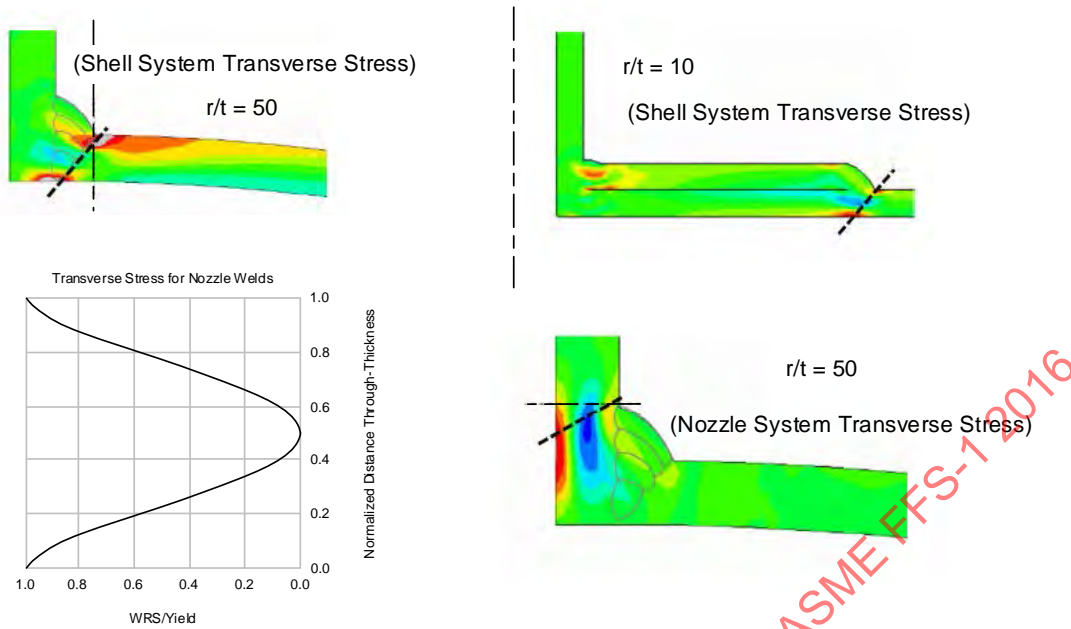 (Shell System Transverse Stress)
r/t = 50
r/t = 10
(Shell System Transverse Stress)
Transverse Stress for Nozzle Welds
1.0
0.8
0.6
0.4
0.2
0.0
Normalized Distance Through-Thickness
1.0 0.8 0.6 0.4 0.2 0.0
WRS/Yield
r/t = 50
(Nozzle System Transverse Stress)
ASME FFS-1 2016